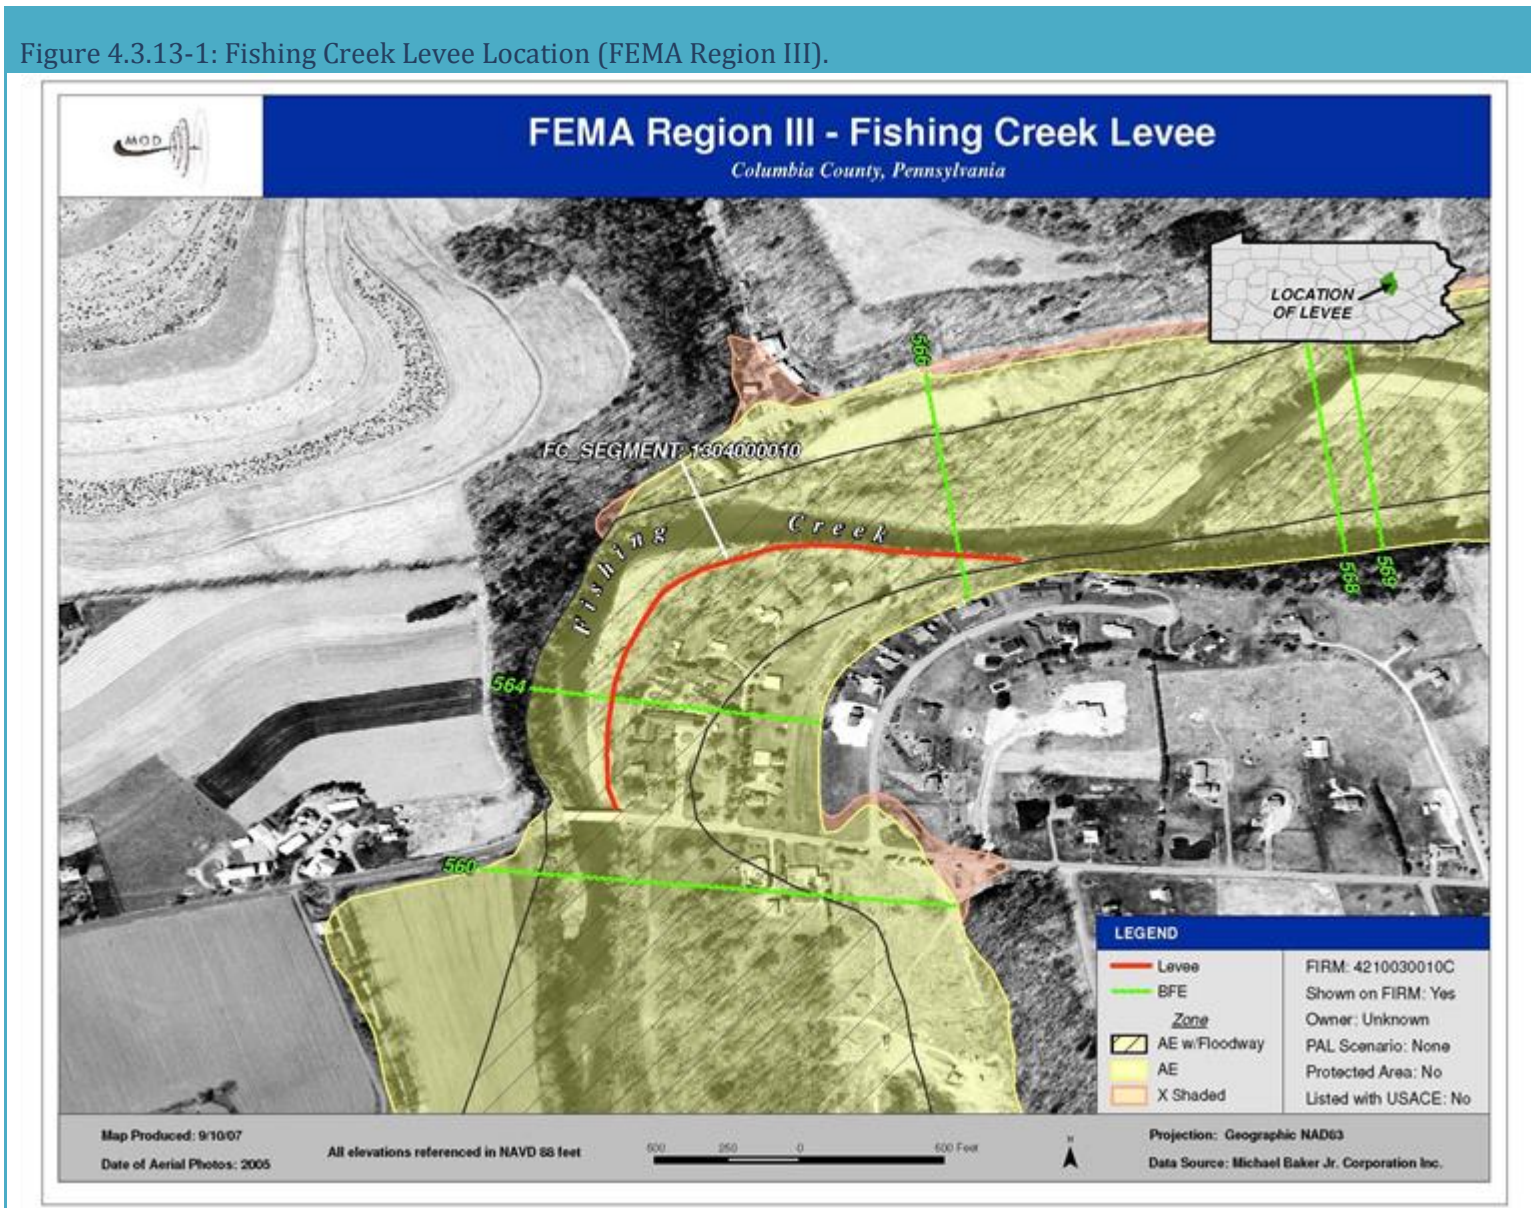 Figure 4.3.13-1: Fishing Creek Levee Location (FEMA Region III).
MOD
FEMA Region III - Fishing Creek Levee
Columbia County, Pennsylvania
LOCATION
OF LEVEE
566
FC_SEGMENT: 1304000010
Fishing Creek
568
569
564
560
LEGEND
Levee
BFE
Zone
AE w/Floodway
AE
X Shaded
FIRM: 4210030010C
Shown on FIRM: Yes
Owner: Unknown
PAL Scenario: None
Protected Area: No
Listed with USACE: No
Map Produced: 9/10/07
Date of Aerial Photos: 2005
All elevations referenced in NAVD 88 feet
500 250 0 500 Feet
N
Projection: Geographic NAD83
Data Source: Michael Baker Jr. Corporation Inc.